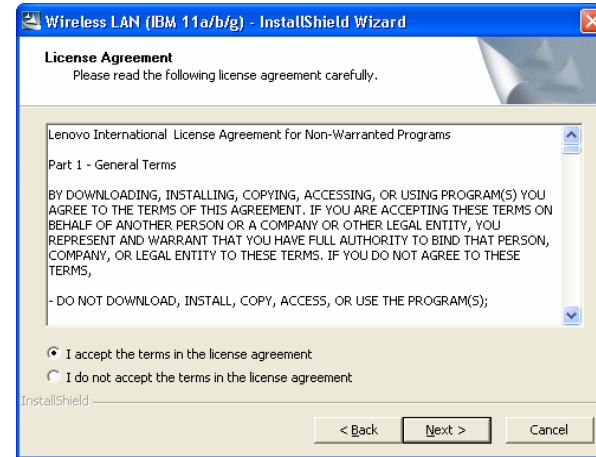 Wireless LAN (IBM 11a/b/g) - InstallShield Wizard
License Agreement
Please read the following license agreement carefully.
Lenovo International  License Agreement for Non-Warranted Programs
Part 1 - General Terms
BY DOWNLOADING, INSTALLING, COPYING, ACCESSING, OR USING PROGRAM(S) YOU
AGREE TO THE TERMS OF THIS AGREEMENT. IF YOU ARE ACCEPTING THESE TERMS ON
BEHALF OF ANOTHER PERSON OR A COMPANY OR OTHER LEGAL ENTITY, YOU
REPRESENT AND WARRANT THAT YOU HAVE FULL AUTHORITY TO BIND THAT PERSON,
COMPANY, OR LEGAL ENTITY TO THESE TERMS. IF YOU DO NOT AGREE TO THESE
TERMS,
- DO NOT DOWNLOAD, INSTALL, COPY, ACCESS, OR USE THE PROGRAM(S);
I accept the terms in the license agreement
I do not accept the terms in the license agreement
InstallShield
< Back
Next >
Cancel